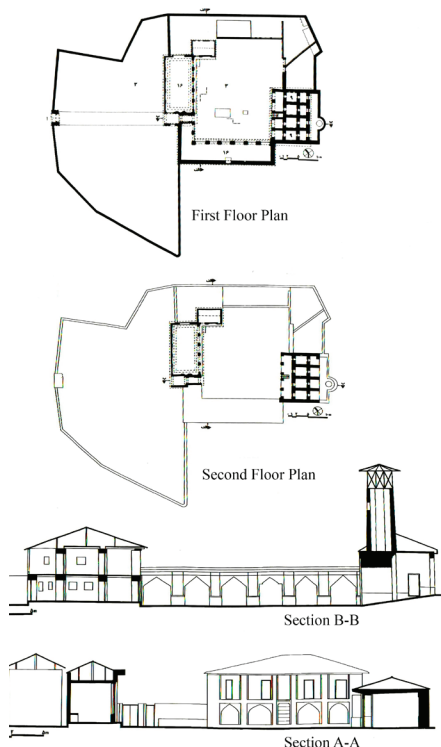 First Floor Plan
Second Floor Plan
Section B-B
Section A-A